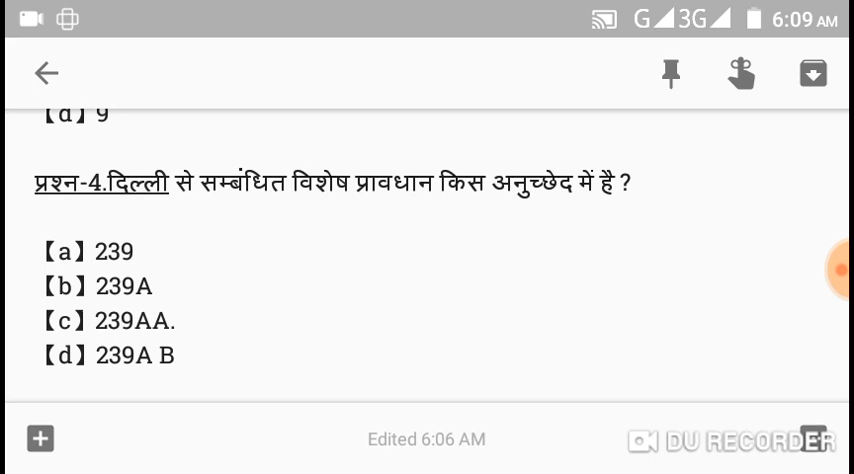 G 3G 6:09 AM
【d】9
प्रश्न-4.दिल्ली से सम्बंधित विशेष प्रावधान किस अनुच्छेद में है ?
【a】239
【b】239A
【c】239AA.
【d】239A B
Edited 6:06 AM
DU RECORDER